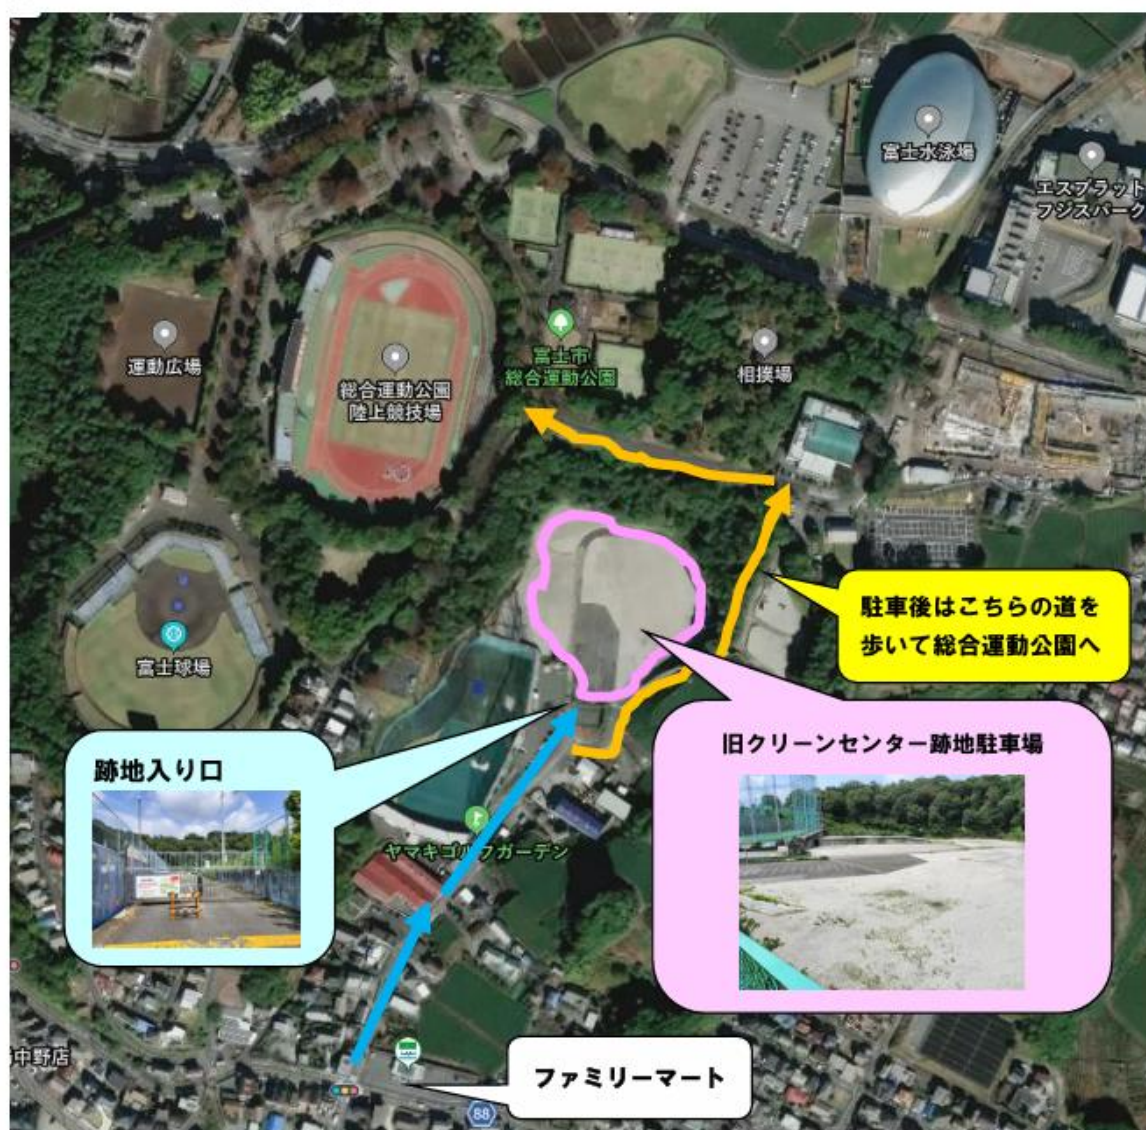 富士水泳場
エスプラット
フジスパーク
運動広場
総合運動公園
陸上競技場
富士市
総合運動公園
相撲場
富士球場
駐車後はこちらの道を
歩いて総合運動公園へ
旧クリーンセンター跡地駐車場
跡地入り口
ヤマキゴルフガーデン
中野店
ファミリーマート
88